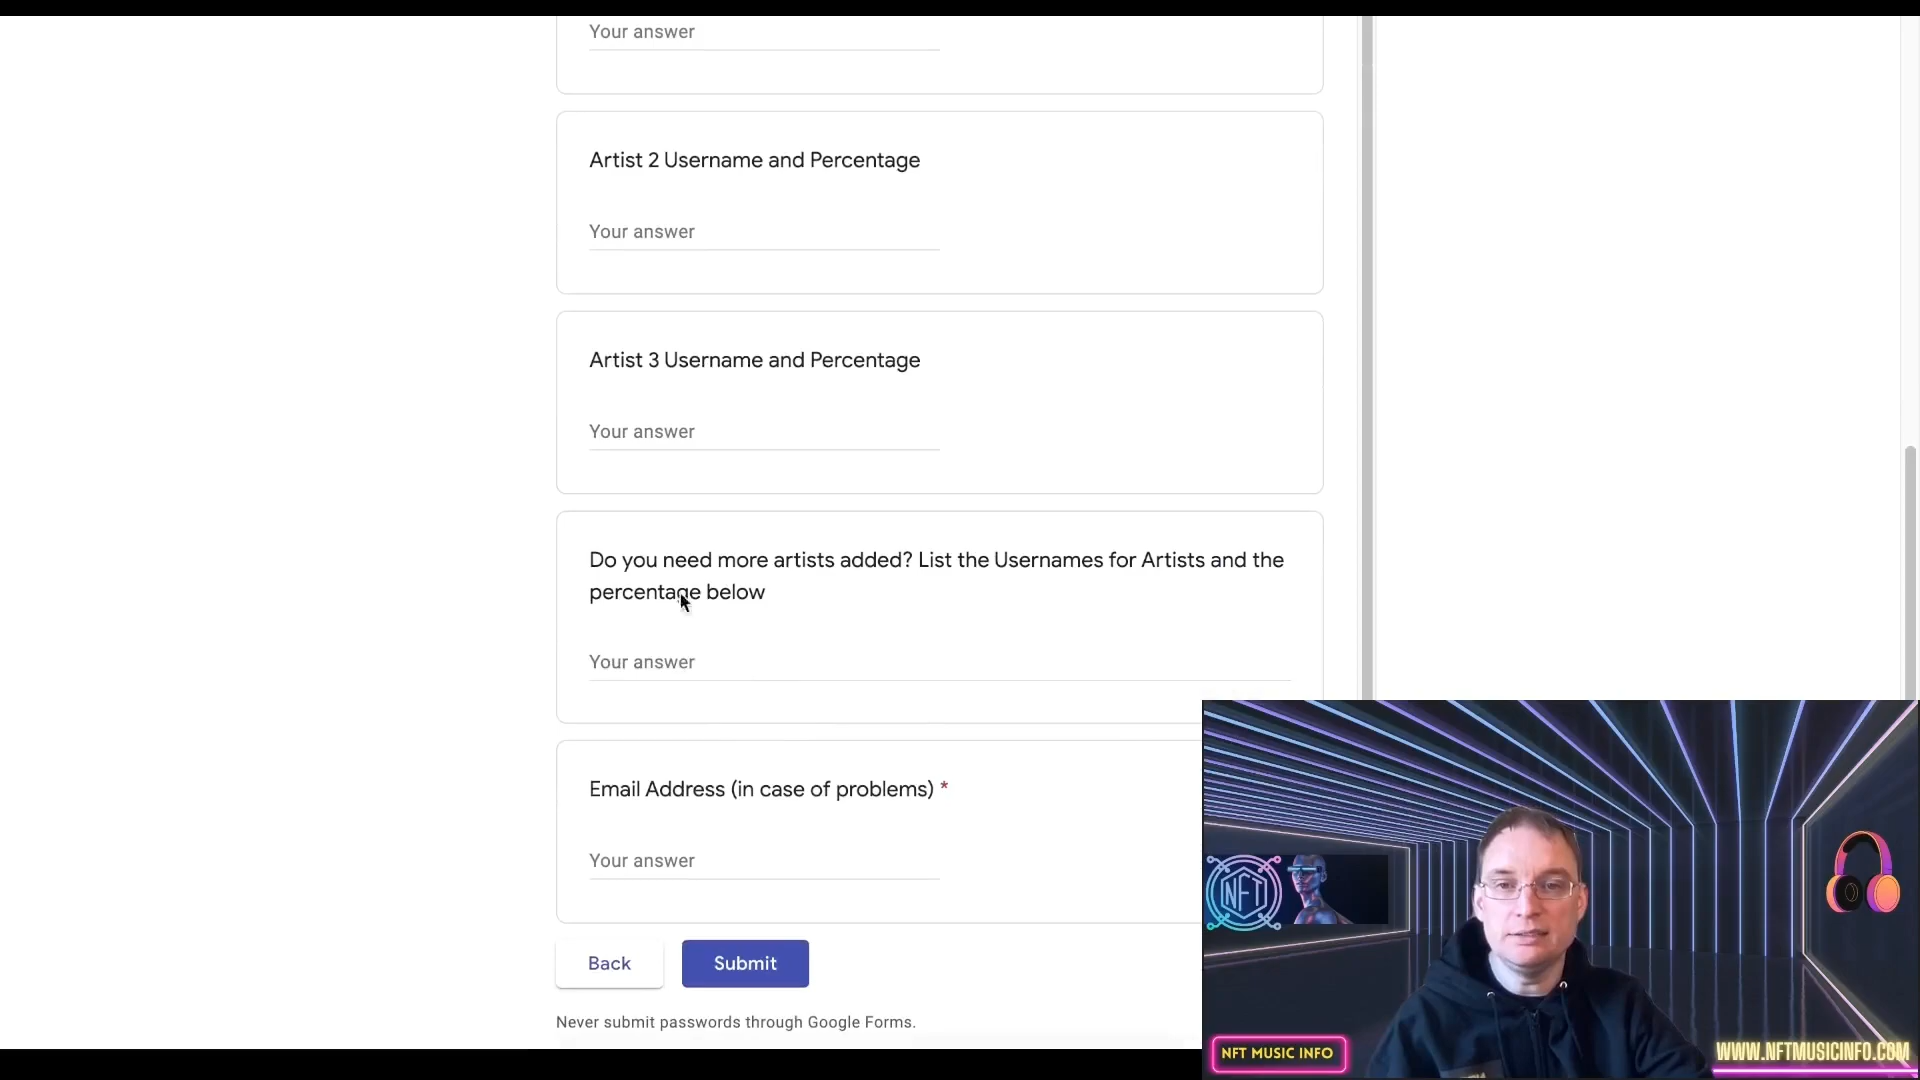 Your answer
Artist 2 Username and Percentage
Your answer
Artist 3 Username and Percentage
Your answer
Do you need more artists added? List the Usernames for Artists and the
percentage below
Your answer
Email Address (in case of problems) *
Your answer
Back
Submit
Never submit passwords through Google Forms.
NFT
NFT MUSIC INFO
WWW.NFTMUSICINFO.COM